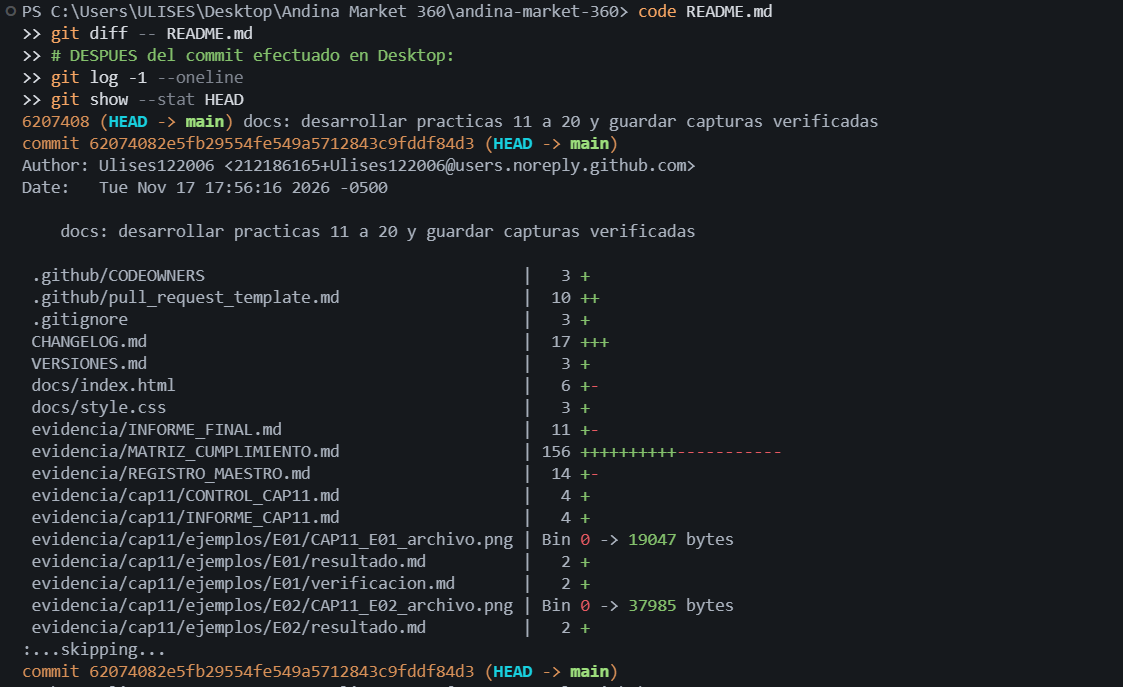 PS C:\Users\ULISES\Desktop\Andina Market 360\andina-market-360> code README.md
>> git diff -- README.md
>> # DESPUES del commit efectuado en Desktop:
>> git log -1 --oneline
>> git show --stat HEAD
6207408 (HEAD -> main) docs: desarrollar practicas 11 a 20 y guardar capturas verificadas
commit 62074082e5fb29554fe549a5712843c9fddf84d3 (HEAD -> main)
Author: Ulises122006 <212186165+Ulises122006@users.noreply.github.com>
Date:   Tue Nov 17 17:56:16 2026 -0500
    docs: desarrollar practicas 11 a 20 y guardar capturas verificadas
 .github/CODEOWNERS                                 |   3 +
 .github/pull_request_template.md                   |  10 ++
 .gitignore                                         |   3 +
 CHANGELOG.md                                       |  17 +++
 VERSIONES.md                                       |   3 +
 docs/index.html                                    |   6 +-
 docs/style.css                                     |   3 +
 evidencia/INFORME_FINAL.md                         |  11 +-
 evidencia/MATRIZ_CUMPLIMIENTO.md                   | 156 ++++++++++-----------
 evidencia/REGISTRO_MAESTRO.md                      |  14 +-
 evidencia/cap11/CONTROL_CAP11.md                   |   4 +
 evidencia/cap11/INFORME_CAP11.md                   |   4 +
 evidencia/cap11/ejemplos/E01/CAP11_E01_archivo.png | Bin 0 -> 19047 bytes
 evidencia/cap11/ejemplos/E01/resultado.md          |   2 +
 evidencia/cap11/ejemplos/E01/verificacion.md       |   2 +
 evidencia/cap11/ejemplos/E02/CAP11_E02_archivo.png | Bin 0 -> 37985 bytes
 evidencia/cap11/ejemplos/E02/resultado.md          |   2 +
:...skipping...
commit 62074082e5fb29554fe549a5712843c9fddf84d3 (HEAD -> main)